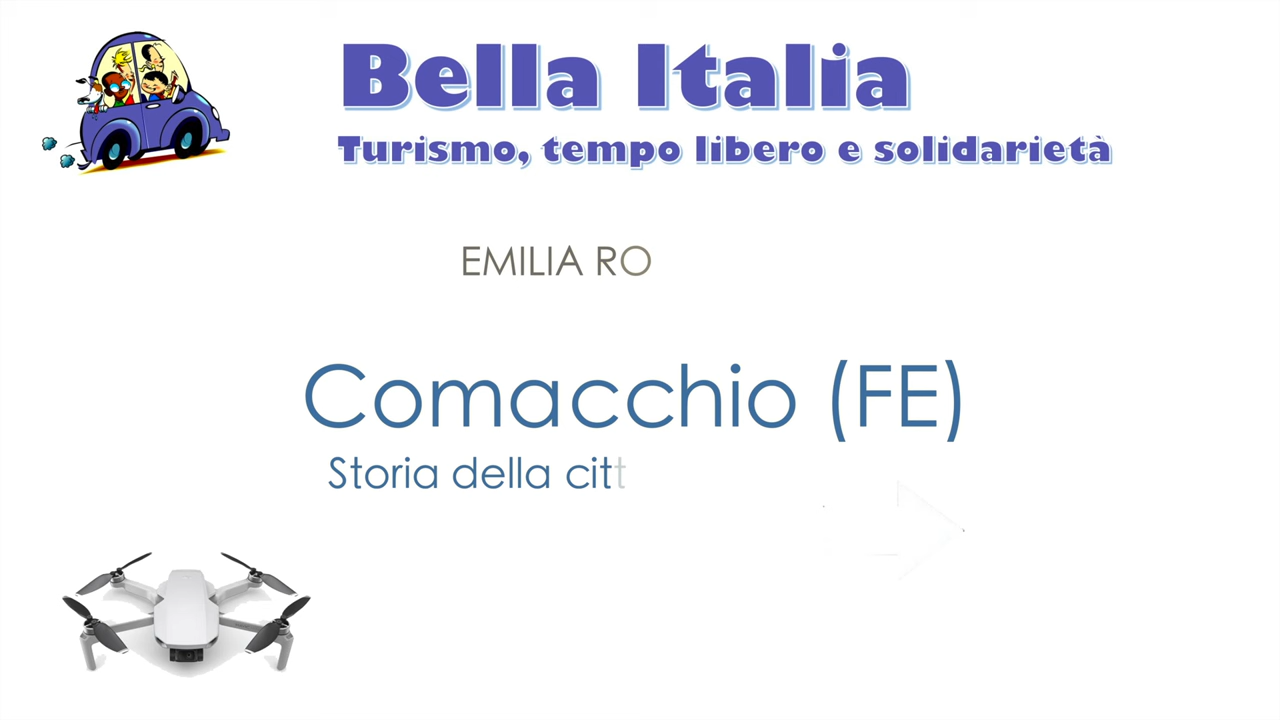 Bella Italia
Turismo, tempo libero e solidarietà
EMILIA RO
Comacchio (FE)
Storia della citt